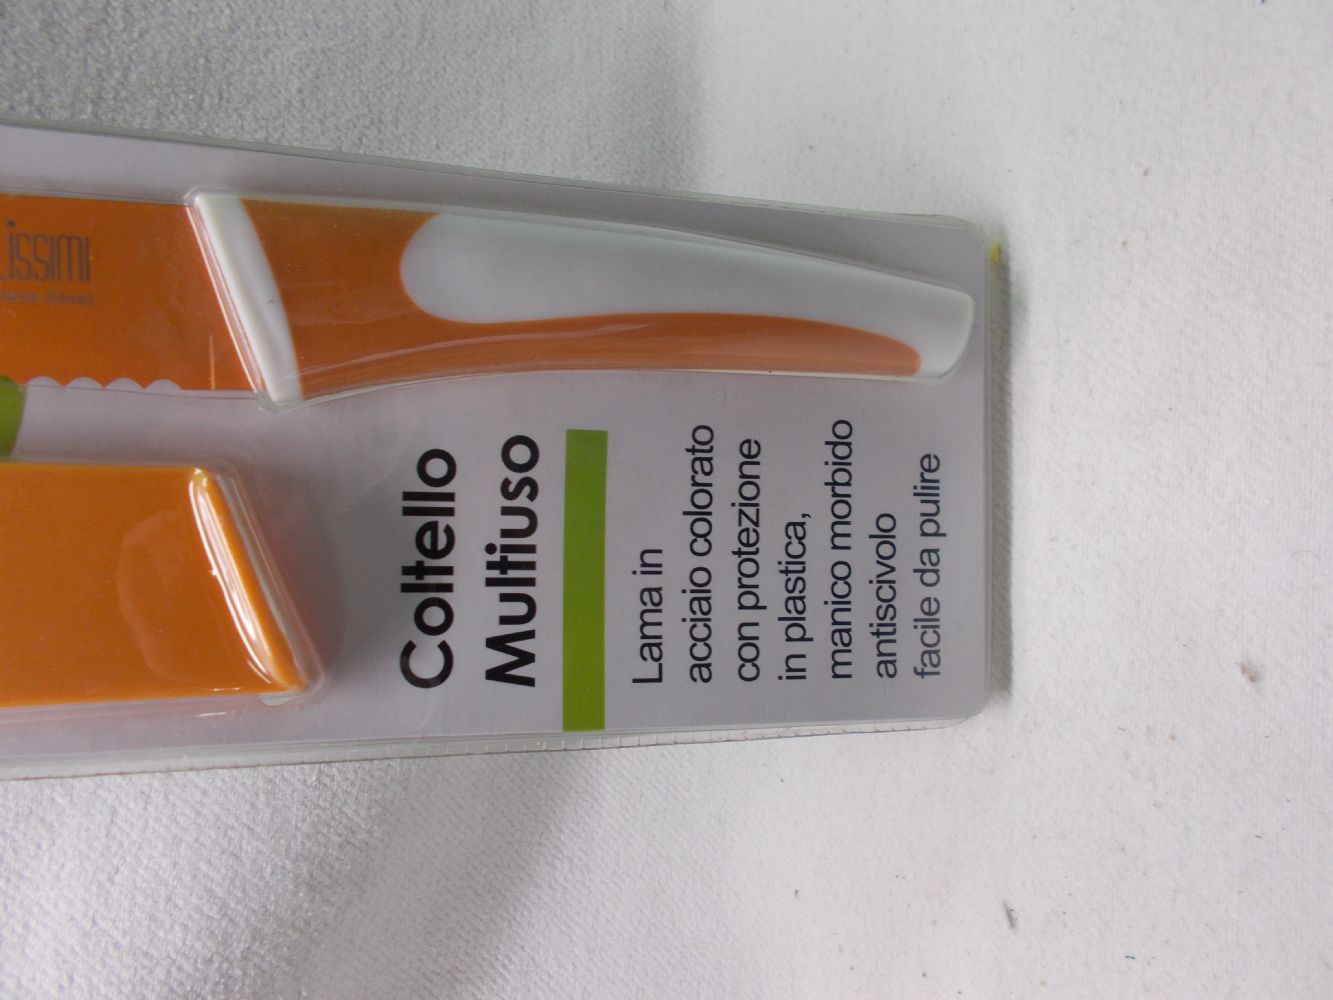 Coltello
Multiuso
Lama in
acciaio colorato
con protezione
in plastica,
manico morbido
antiscivolo
facile da pulire